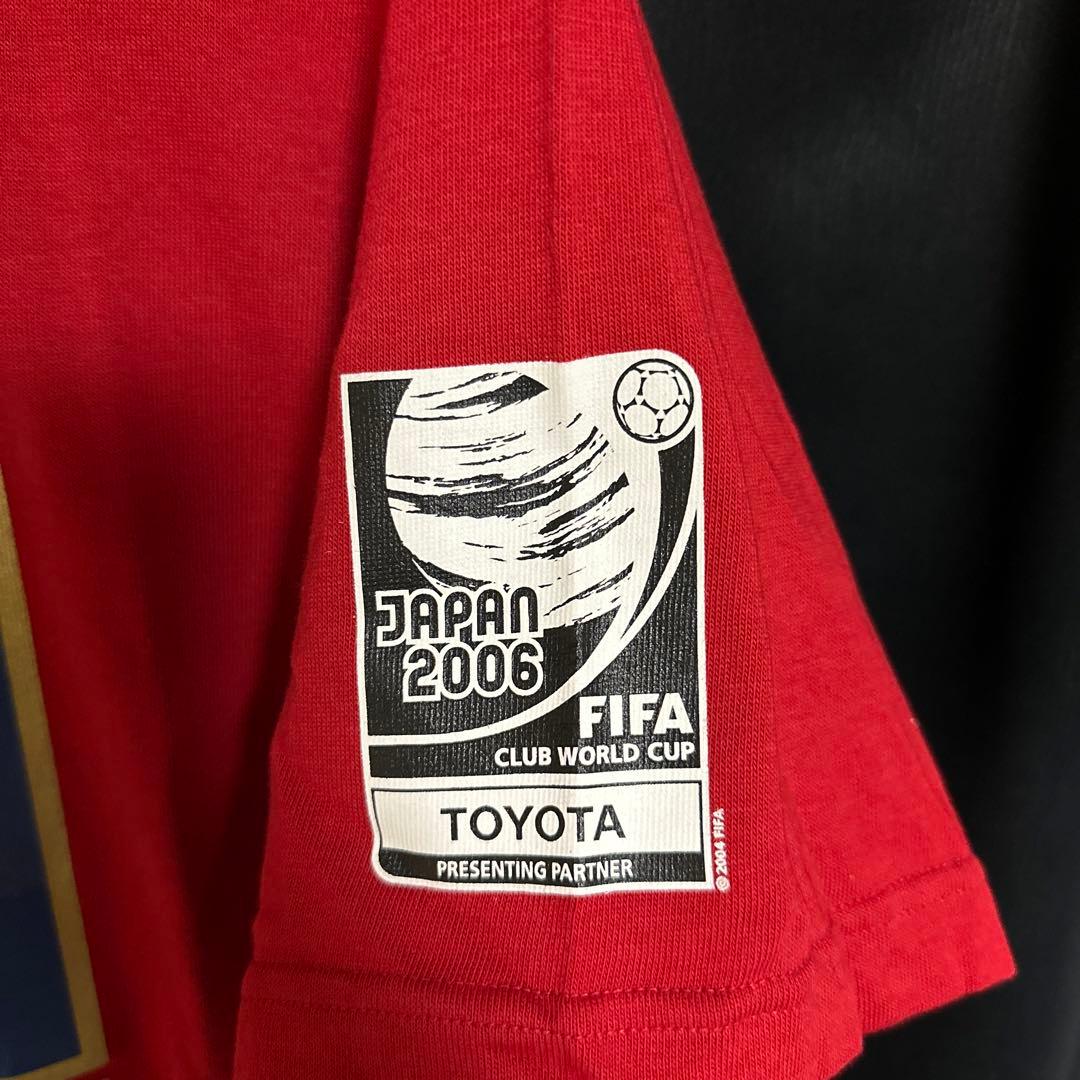 JAPAN
2006
FIFA
CLUB WORLD CUP
TOYOTA
PRESENTING PARTNER
© 2004 FIFA